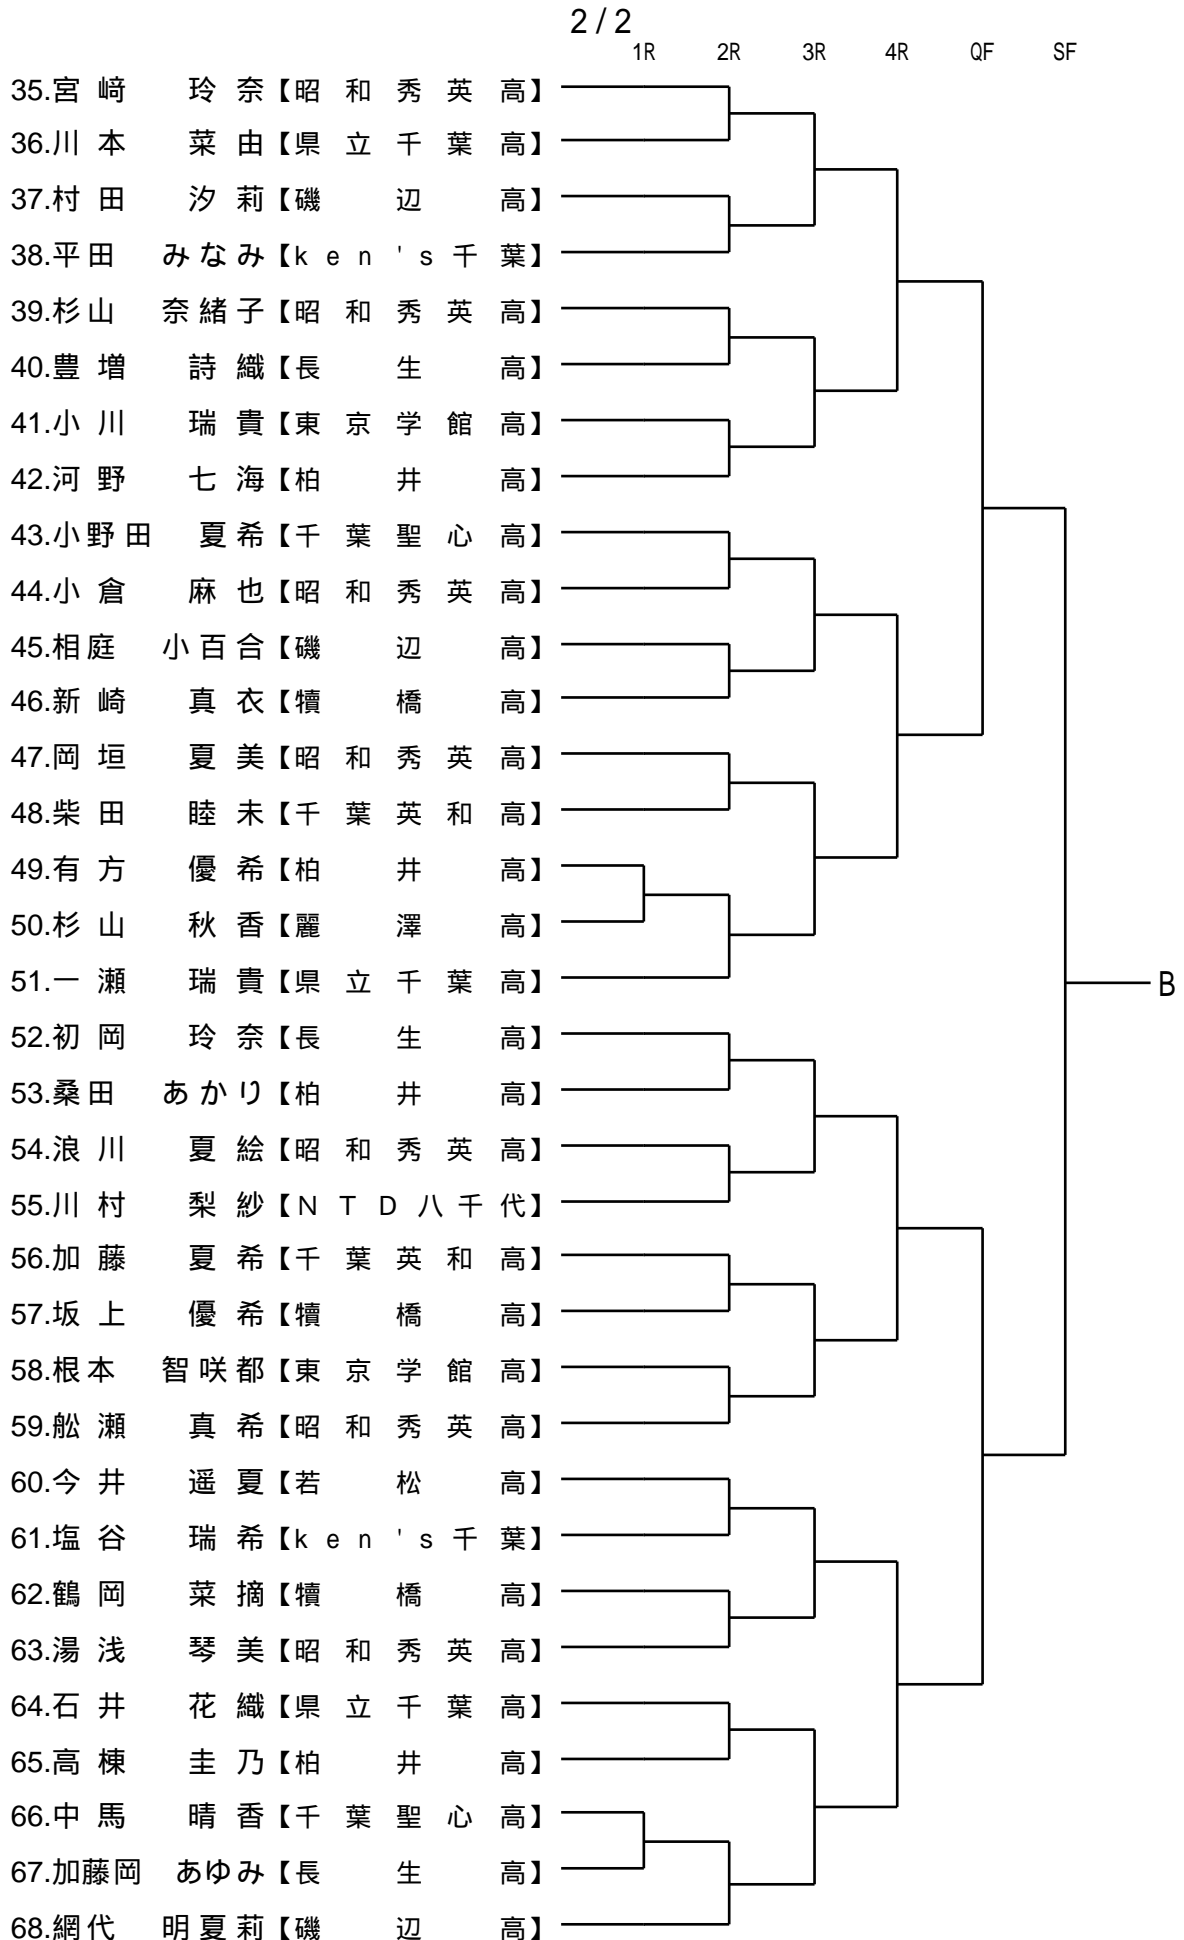 2/2
1R 2R 3R 4R QF SF
35.宮﨑 玲奈【昭和秀英高】
36.川本 菜由【県立千葉高】
37.村田 汐莉【磯辺高】
38.平田 みなみ【ken's千葉】
39.杉山 奈緒子【昭和秀英高】
40.豊増 詩織【長生高】
41.小川 瑞貴【東京学館高】
42.河野 七海【柏井高】
43.小野田 夏希【千葉聖心高】
44.小倉 麻也【昭和秀英高】
45.相庭 小百合【磯辺高】
46.新崎 真衣【犢橋高】
47.岡垣 夏美【昭和秀英高】
48.柴田 睦未【千葉英和高】
49.有方 優希【柏井高】
50.杉山 秋香【麗澤高】
51.一瀬 瑞貴【県立千葉高】
B
52.初岡 玲奈【長生高】
53.桑田 あかり【柏井高】
54.浪川 夏絵【昭和秀英高】
55.川村 梨紗【NTD八千代】
56.加藤 夏希【千葉英和高】
57.坂上 優希【犢橋高】
58.根本 智咲都【東京学館高】
59.舩瀬 真希【昭和秀英高】
60.今井 遥夏【若松高】
61.塩谷 瑞希【ken's千葉】
62.鶴岡 菜摘【犢橋高】
63.湯浅 琴美【昭和秀英高】
64.石井 花織【県立千葉高】
65.高棟 圭乃【柏井高】
66.中馬 晴香【千葉聖心高】
67.加藤岡 あゆみ【長生高】
68.網代 明夏莉【磯辺高】